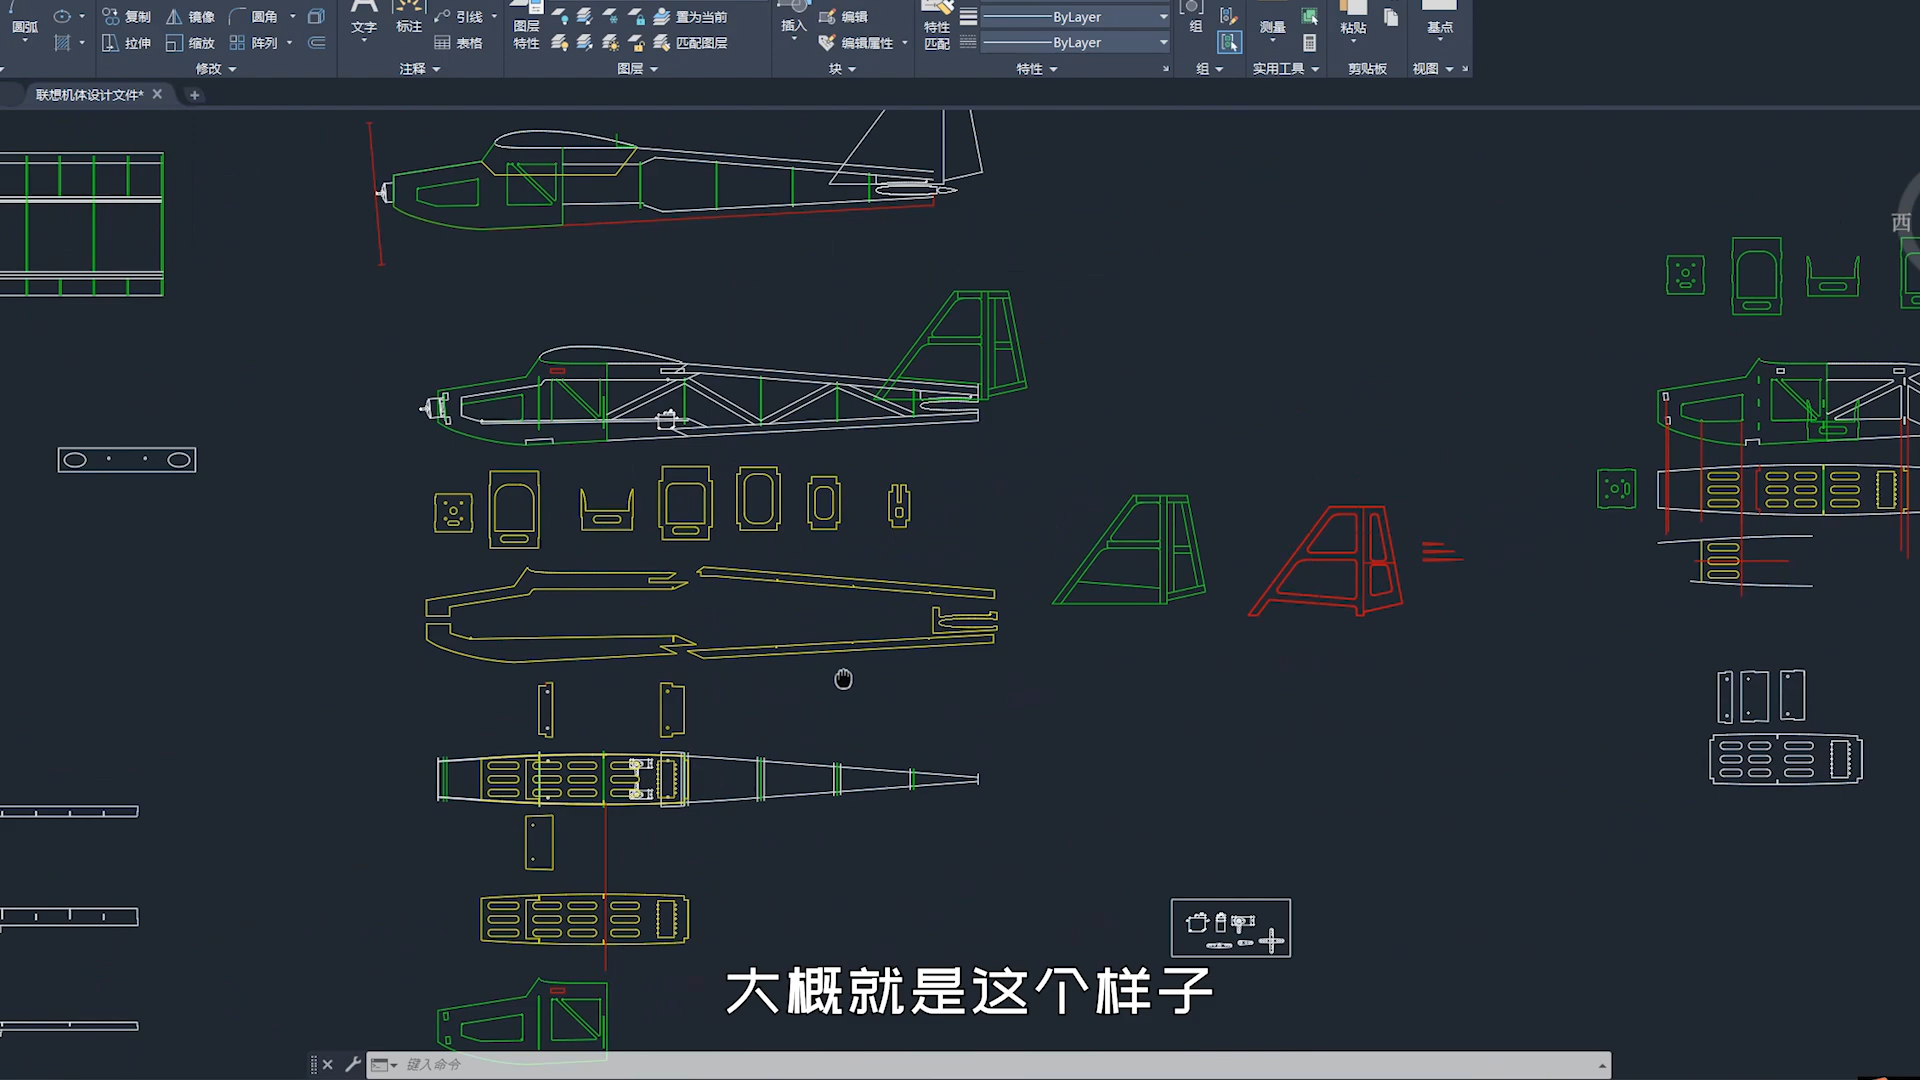 圆弧
复制
镜像
圆角
拉伸
缩放
阵列
修改
文字
标注
引线
表格
注释
图层
特性
置为当前
匹配图层
图层
插入
编辑
编辑属性
块
特性
匹配
ByLayer
ByLayer
特性
组
组
测量
实用工具
粘贴
剪贴板
基点
视图
联想机体设计文件*
西
大概就是这个样子
键入命令